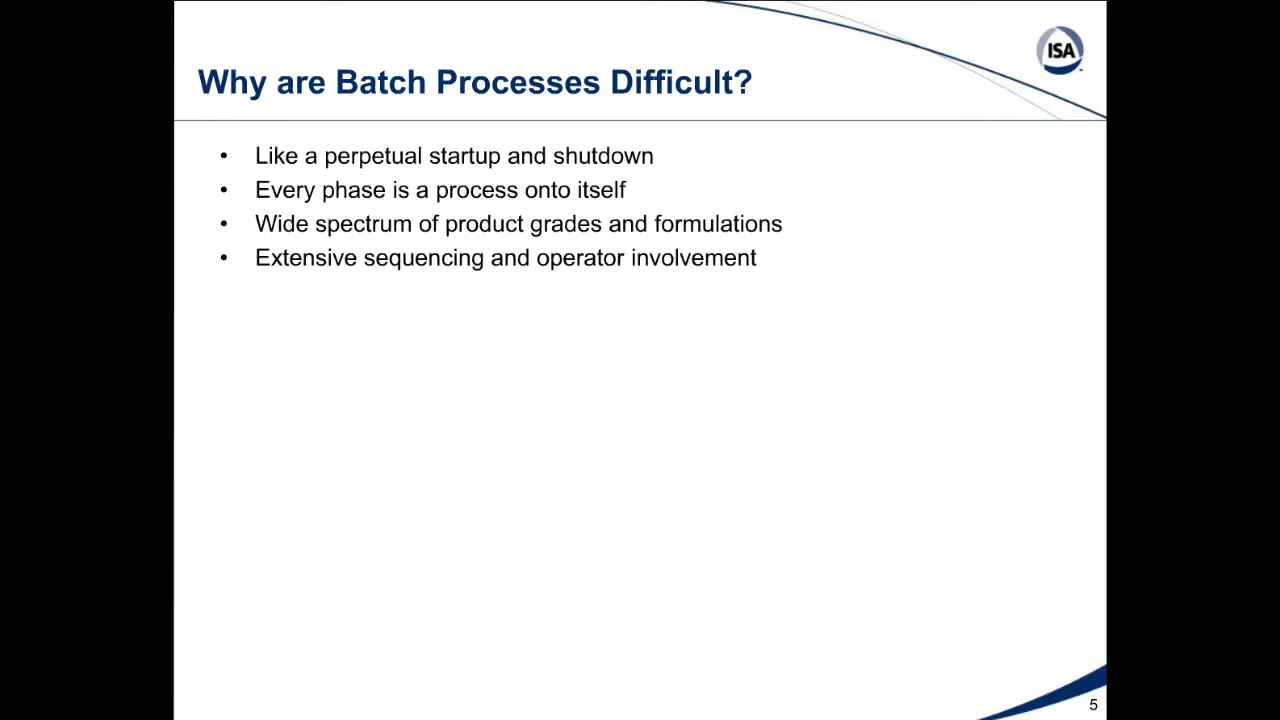 ISA
Why are Batch Processes Difficult?
• Like a perpetual startup and shutdown
• Every phase is a process onto itself
• Wide spectrum of product grades and formulations
• Extensive sequencing and operator involvement
5